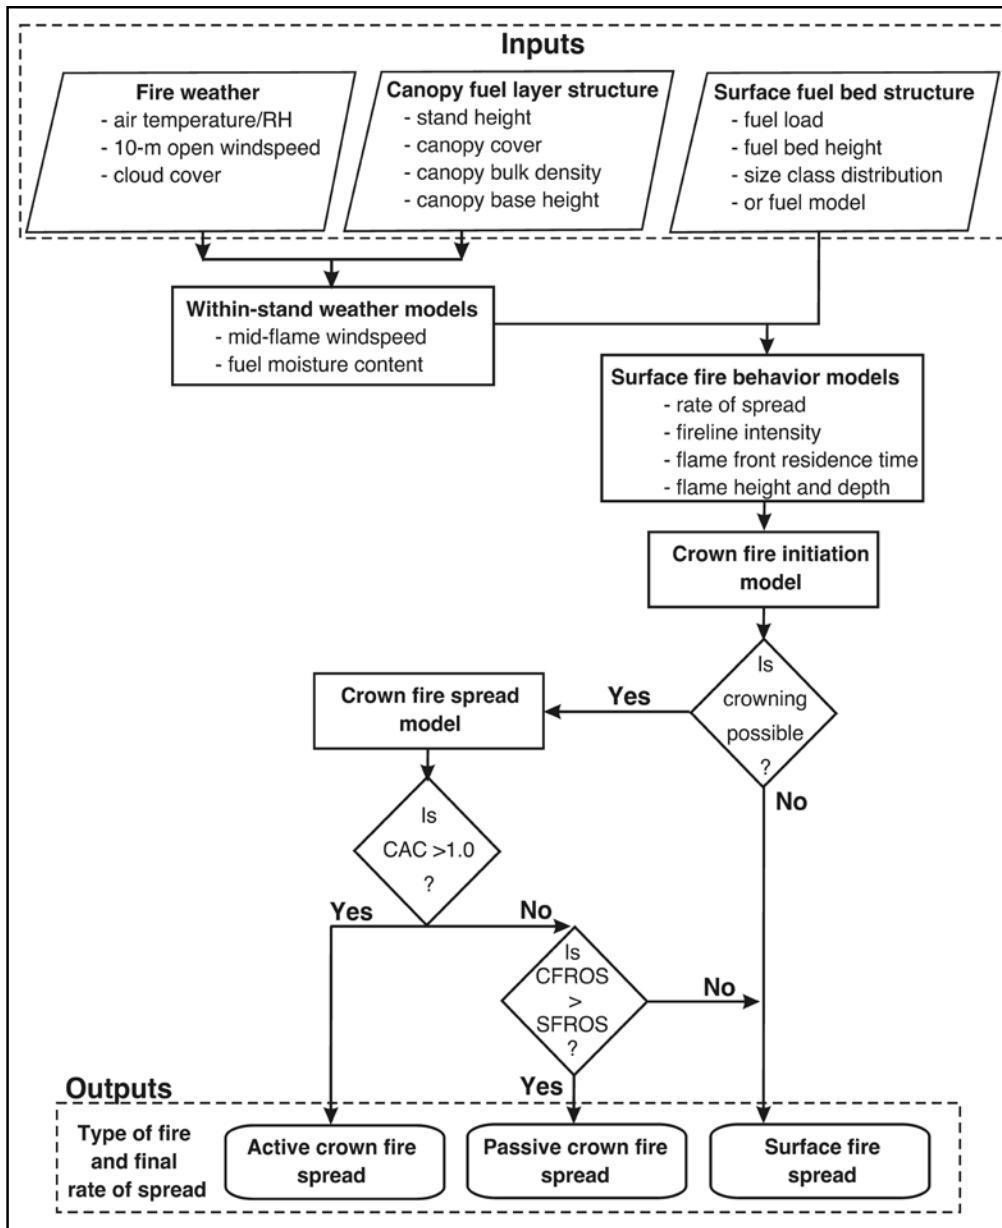 Inputs
Fire weather
- air temperature/RH
- 10-m open windspeed
- cloud cover
Canopy fuel layer structure
- stand height
- canopy cover
- canopy bulk density
- canopy base height
Surface fuel bed structure
- fuel load
- fuel bed height
- size class distribution
- or fuel model
Within-stand weather models
- mid-flame windspeed
- fuel moisture content
Surface fire behavior models
- rate of spread
- fireline intensity
- flame front residence time
- flame height and depth
Crown fire initiation
model
Is
crowning
possible
?
Yes
No
Crown fire spread
model
Is
CAC >1.0
?
Yes
No
Is
CFROS
>
SFROS
?
No
Yes
Outputs
Type of fire
and final
rate of spread
Active crown fire
spread
Passive crown fire
spread
Surface fire
spread